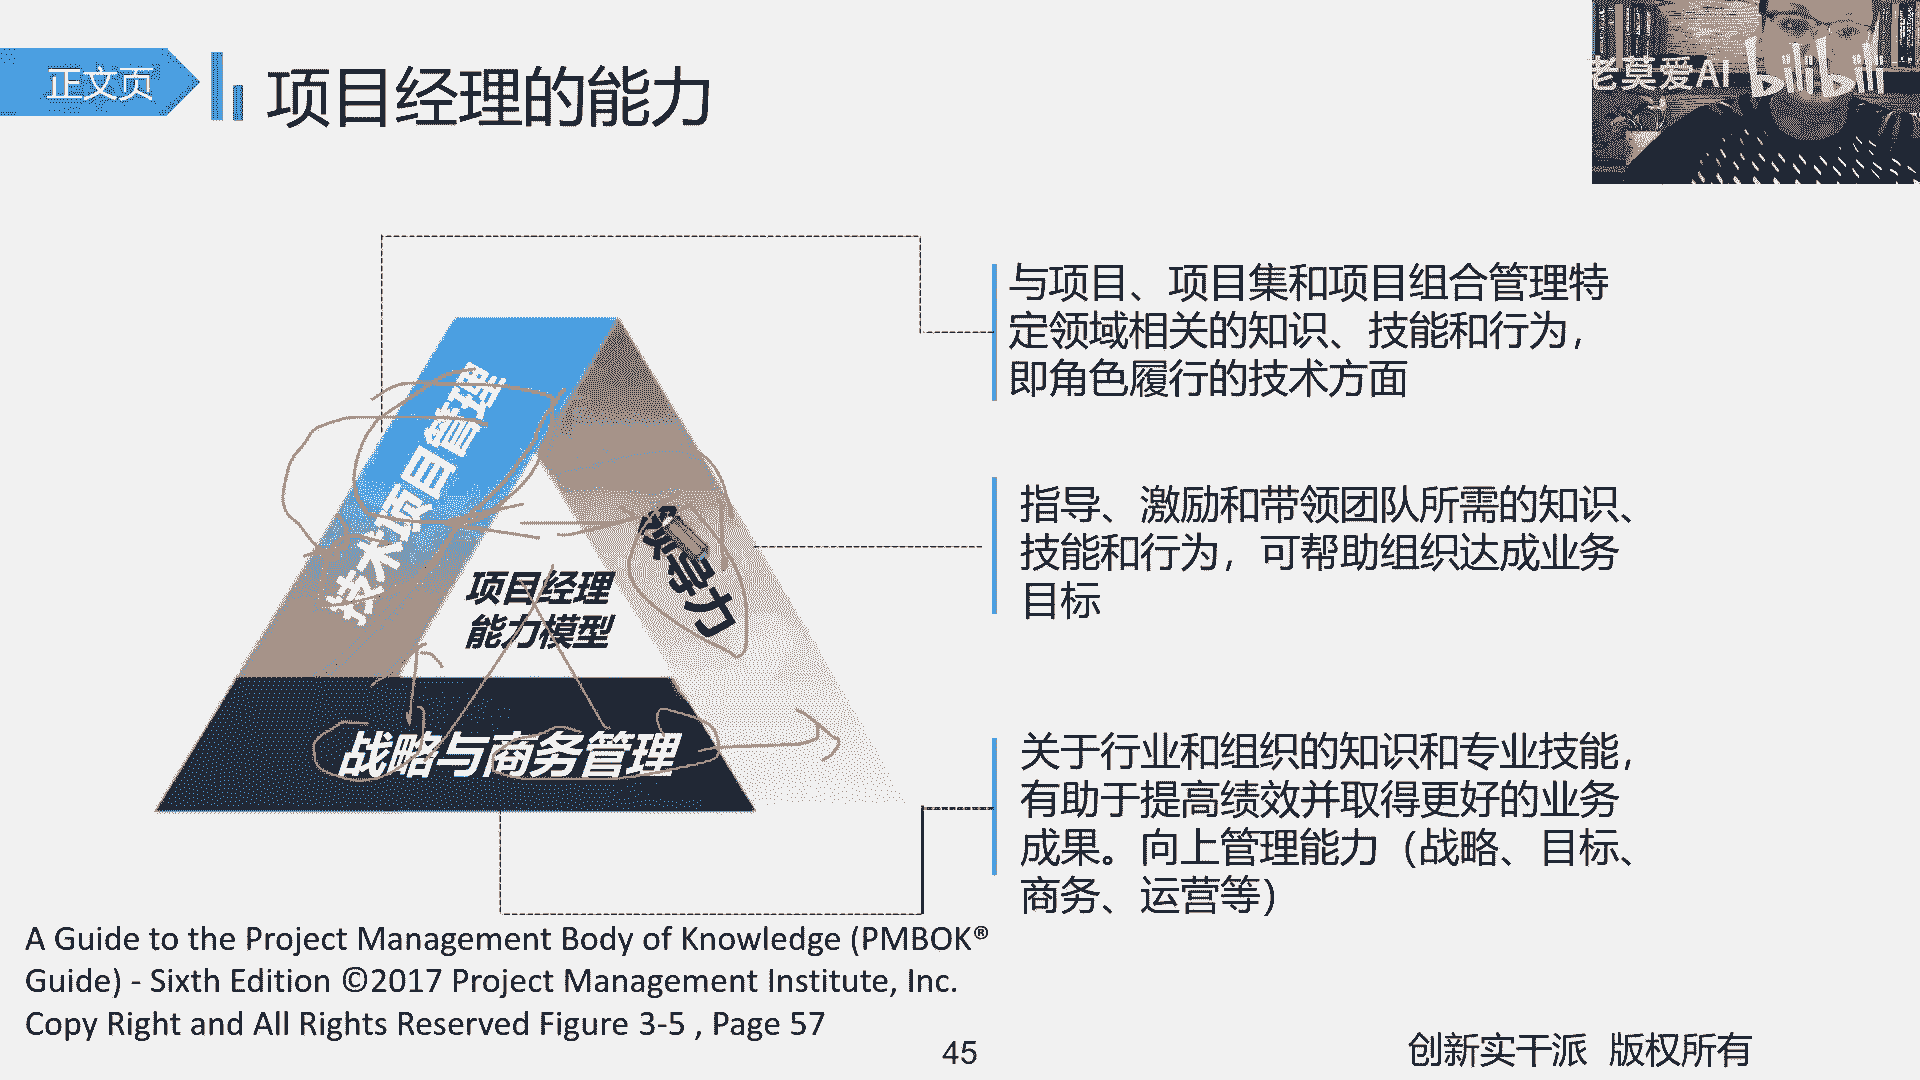 正文页
项目经理的能力
老莫爱AI bilibili
与项目、项目集和项目组合管理特
定领域相关的知识、技能和行为，
即角色履行的技术方面
技术项目管理
领导力
指导、激励和带领团队所需的知识、
技能和行为，可帮助组织达成业务
目标
项目经理
能力模型
战略与商务管理
关于行业和组织的知识和专业技能，
有助于提高绩效并取得更好的业务
成果。向上管理能力（战略、目标、
商务、运营等）
A Guide to the Project Management Body of Knowledge (PMBOK®
Guide) - Sixth Edition ©2017 Project Management Institute, Inc.
Copy Right and All Rights Reserved Figure 3-5 , Page 57
45
创新实干派 版权所有